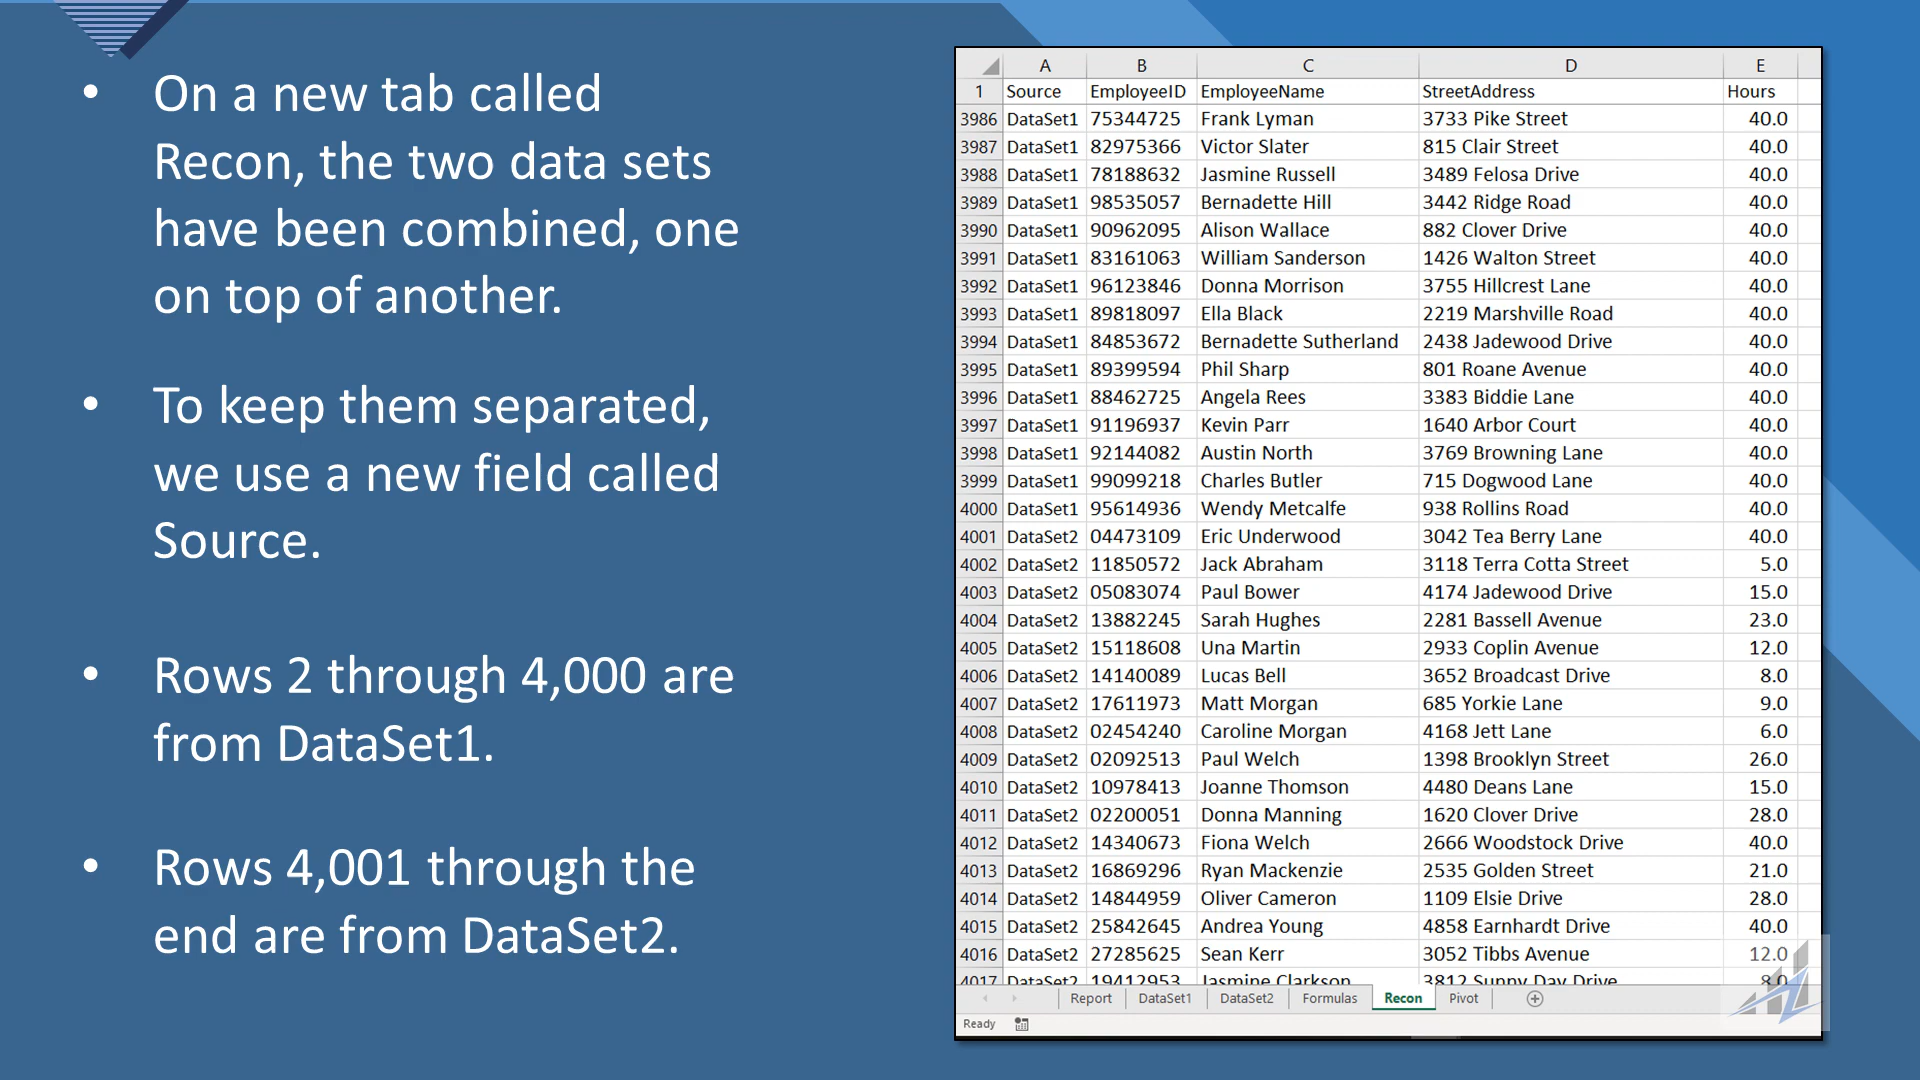 • On a new tab called
Recon, the two data sets
have been combined, one
on top of another.
• To keep them separated,
we use a new field called
Source.
• Rows 2 through 4,000 are
from DataSet1.
• Rows 4,001 through the
end are from DataSet2.
A B C D E
1 Source EmployeeID EmployeeName StreetAddress Hours
3986 DataSet1 75344725 Frank Lyman 3733 Pike Street 40.0
3987 DataSet1 82975366 Victor Slater 815 Clair Street 40.0
3988 DataSet1 78188632 Jasmine Russell 3489 Felosa Drive 40.0
3989 DataSet1 98535057 Bernadette Hill 3442 Ridge Road 40.0
3990 DataSet1 90962095 Alison Wallace 882 Clover Drive 40.0
3991 DataSet1 83161063 William Sanderson 1426 Walton Street 40.0
3992 DataSet1 96123846 Donna Morrison 3755 Hillcrest Lane 40.0
3993 DataSet1 89818097 Ella Black 2219 Marshville Road 40.0
3994 DataSet1 84853672 Bernadette Sutherland 2438 Jadewood Drive 40.0
3995 DataSet1 89399594 Phil Sharp 801 Roane Avenue 40.0
3996 DataSet1 88462725 Angela Rees 3383 Biddie Lane 40.0
3997 DataSet1 91196937 Kevin Parr 1640 Arbor Court 40.0
3998 DataSet1 92144082 Austin North 3769 Browning Lane 40.0
3999 DataSet1 99099218 Charles Butler 715 Dogwood Lane 40.0
4000 DataSet1 95614936 Wendy Metcalfe 938 Rollins Road 40.0
4001 DataSet2 04473109 Eric Underwood 3042 Tea Berry Lane 40.0
4002 DataSet2 11850572 Jack Abraham 3118 Terra Cotta Street 5.0
4003 DataSet2 05083074 Paul Bower 4174 Jadewood Drive 15.0
4004 DataSet2 13882245 Sarah Hughes 2281 Bassell Avenue 23.0
4005 DataSet2 15118608 Una Martin 2933 Coplin Avenue 12.0
4006 DataSet2 14140089 Lucas Bell 3652 Broadcast Drive 8.0
4007 DataSet2 17611973 Matt Morgan 685 Yorkie Lane 9.0
4008 DataSet2 02454240 Caroline Morgan 4168 Jett Lane 6.0
4009 DataSet2 02092513 Paul Welch 1398 Brooklyn Street 26.0
4010 DataSet2 10978413 Joanne Thomson 4480 Deans Lane 15.0
4011 DataSet2 02200051 Donna Manning 1620 Clover Drive 28.0
4012 DataSet2 14340673 Fiona Welch 2666 Woodstock Drive 40.0
4013 DataSet2 16869296 Ryan Mackenzie 2535 Golden Street 21.0
4014 DataSet2 14844959 Oliver Cameron 1109 Elsie Drive 28.0
4015 DataSet2 25842645 Andrea Young 4858 Earnhardt Drive 40.0
4016 DataSet2 27285625 Sean Kerr 3052 Tibbs Avenue 12.0
4017 DataSet2 19412953 Jasmine Clarkson 3812 Sunny Day Drive 8.0
Report DataSet1 DataSet2 Formulas Recon Pivot
Ready